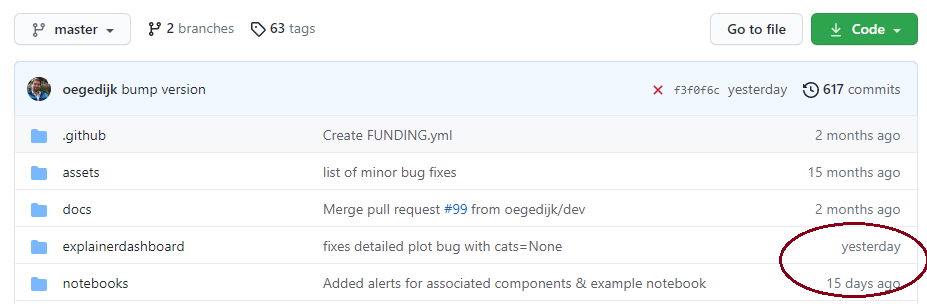 master 2 branches 63 tags Go to file Code
oegedijk bump version f3f0f6c yesterday 617 commits
.github Create FUNDING.yml 2 months ago
assets list of minor bug fixes 15 months ago
docs Merge pull request #99 from oegedijk/dev 2 months ago
explainerdashboard fixes detailed plot bug with cats=None yesterday
notebooks Added alerts for associated components & example notebook 15 days ago